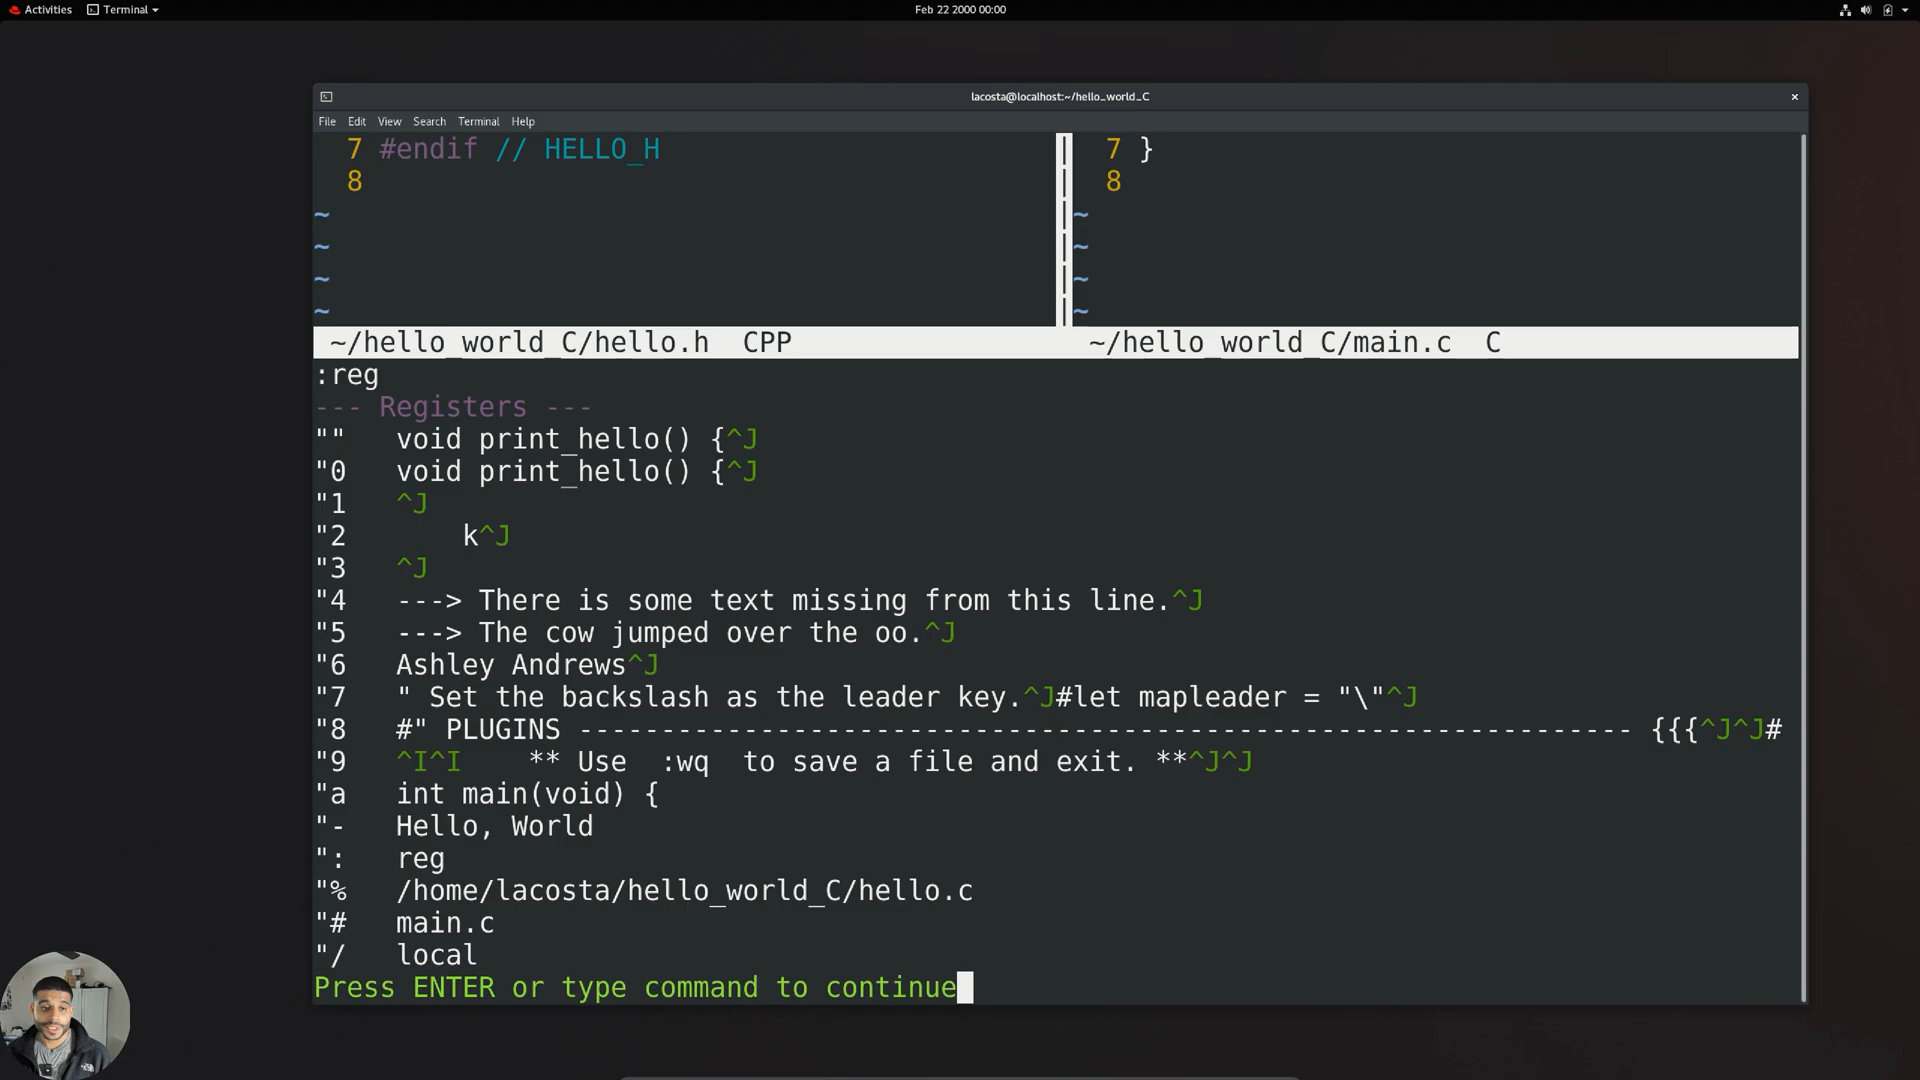 Activities Terminal Feb 22 2000 00:00
lacosta@localhost:~/hello_world_C ×
File Edit View Search Terminal Help
7 #endif // HELLO_H | 7 }
8 | 8
~ | ~
~ | ~
~ | ~
~ | ~
~/hello_world_C/hello.h CPP ~/hello_world_C/main.c C
:reg
--- Registers ---
"" void print_hello() {^J
"0 void print_hello() {^J
"1 ^J
"2 k^J
"3 ^J
"4 ---> There is some text missing from this line.^J
"5 ---> The cow jumped over the oo.^J
"6 Ashley Andrews^J
"7 " Set the backslash as the leader key.^J#let mapleader = "\"^J
"8 #" PLUGINS ---------------------------------------------------------------- {{{^J^J#
"9 ^I^I ** Use :wq to save a file and exit. **^J^J
"a int main(void) {
"- Hello, World
": reg
"% /home/lacosta/hello_world_C/hello.c
"# main.c
"/ local
Press ENTER or type command to continue